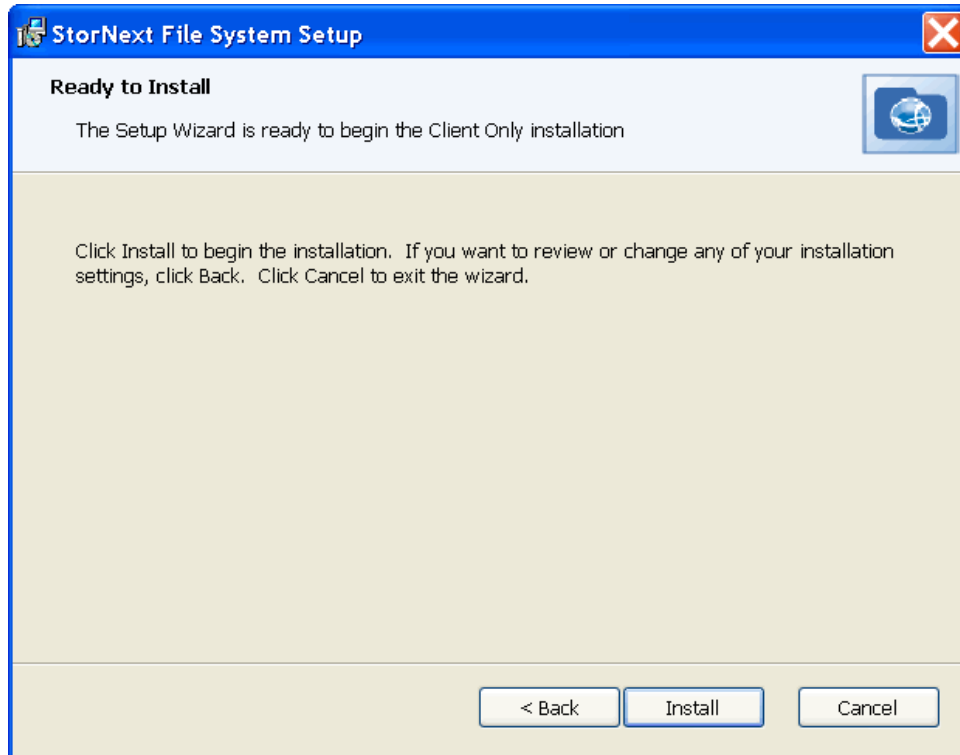 StorNext File System Setup
Ready to Install
The Setup Wizard is ready to begin the Client Only installation
Click Install to begin the installation.  If you want to review or change any of your installation
settings, click Back.  Click Cancel to exit the wizard.
< Back Install Cancel